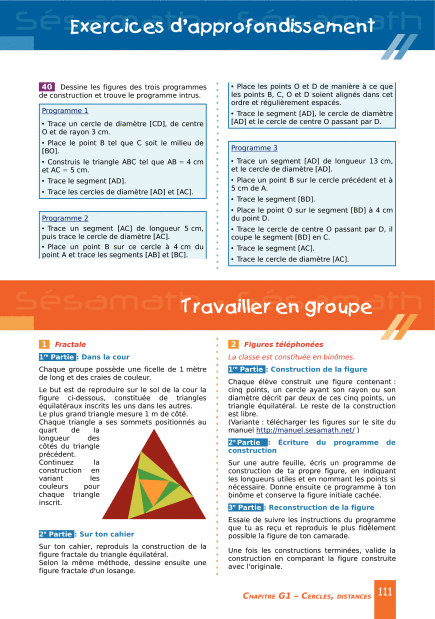 Exercices d'approfondissement
40 Dessine les figures des trois programmes
de construction et trouve le programme intrus.
Programme 1
• Trace un cercle de diamètre [CD], de centre
O et de rayon 3 cm.
• Place le point B tel que C soit le milieu de
[BO].
• Construis le triangle ABC tel que AB = 4 cm
et AC = 5 cm.
• Trace le segment [AD].
• Trace les cercles de diamètre [AD] et [AC].
Programme 2
• Trace un segment [AC] de longueur 5 cm,
puis trace le cercle de diamètre [AC].
• Place un point B sur ce cercle à 4 cm du
point A et trace les segments [AB] et [BC].
• Place les points O et D de manière à ce que
les points B, C, O et D soient alignés dans cet
ordre et régulièrement espacés.
• Trace le segment [AD], le cercle de diamètre
[AD] et le cercle de centre O passant par D.
Programme 3
• Trace un segment [AD] de longueur 13 cm,
et le cercle de diamètre [AD].
• Place un point B sur le cercle précédent et à
5 cm de A.
• Trace le segment [BD].
• Place le point O sur le segment [BD] à 4 cm
du point D.
• Trace le cercle de centre O passant par D, il
coupe le segment [BD] en C.
• Trace le segment [AC].
• Trace le cercle de diamètre [AC].
Travailler en groupe
1 Fractale
1re Partie : Dans la cour
Chaque groupe possède une ficelle de 1 mètre
de long et des craies de couleur.
Le but est de reproduire sur le sol de la cour la
figure ci-dessous, constituée de triangles
équilatéraux inscrits les uns dans les autres.
Le plus grand triangle mesure 1 m de côté.
Chaque triangle a ses sommets positionnés au
quart de la
longueur des
côtés du triangle
précédent.
Continuez la
construction en
variant les
couleurs pour
chaque triangle
inscrit.
2e Partie : Sur ton cahier
Sur ton cahier, reproduis la construction de la
figure fractale du triangle équilatéral.
Selon la même méthode, dessine ensuite une
figure fractale d'un losange.
2 Figures téléphonées
La classe est constituée en binômes.
1re Partie : Construction de la figure
Chaque élève construit une figure contenant :
cinq points, un cercle ayant son rayon ou son
diamètre décrit par deux de ces cinq points, un
triangle équilatéral. Le reste de la construction
est libre.
(Variante : télécharger les figures sur le site du
manuel http://manuel.sesamath.net/ )
2e Partie : Écriture du programme de
construction
Sur une autre feuille, écris un programme de
construction de ta propre figure, en indiquant
les longueurs utiles et en nommant les points si
nécessaire. Donne ensuite ce programme à ton
binôme et conserve la figure initiale cachée.
3e Partie : Reconstruction de la figure
Essaie de suivre les instructions du programme
que tu as reçu et reproduis le plus fidèlement
possible la figure de ton camarade.
Une fois les constructions terminées, valide la
construction en comparant la figure construite
avec l'originale.
CHAPITRE G1 – CERCLES, DISTANCES 111